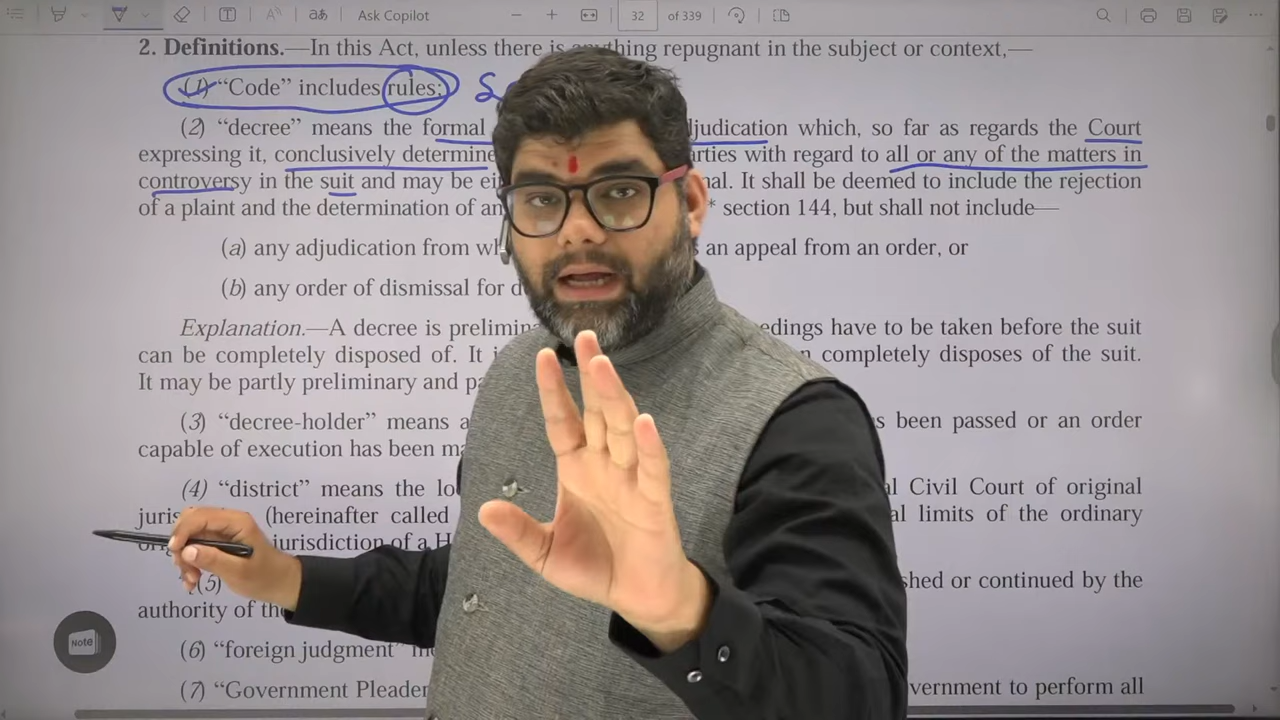 Ask Copilot
32 of 339
2. Definitions.—In this Act, unless there is anything repugnant in the subject or context,—
(1) “Code” includes rules;
(2) “decree” means the formal judication which, so far as regards the Court
expressing it, conclusively determine rties with regard to all or any of the matters in
controversy in the suit and may be ei nal. It shall be deemed to include the rejection
of a plaint and the determination of an * section 144, but shall not include—
(a) any adjudication from wh s an appeal from an order, or
(b) any order of dismissal for d
Explanation.—A decree is prelimina edings have to be taken before the suit
can be completely disposed of. It i n completely disposes of the suit.
It may be partly preliminary and pa
(3) “decree-holder” means a s been passed or an order
capable of execution has been ma
(4) “district” means the lo al Civil Court of original
juris (hereinafter called al limits of the ordinary
jurisdiction of a H
(5) shed or continued by the
authority of the
(6) “foreign judgment”
(7) “Government Pleader vernment to perform all
Note